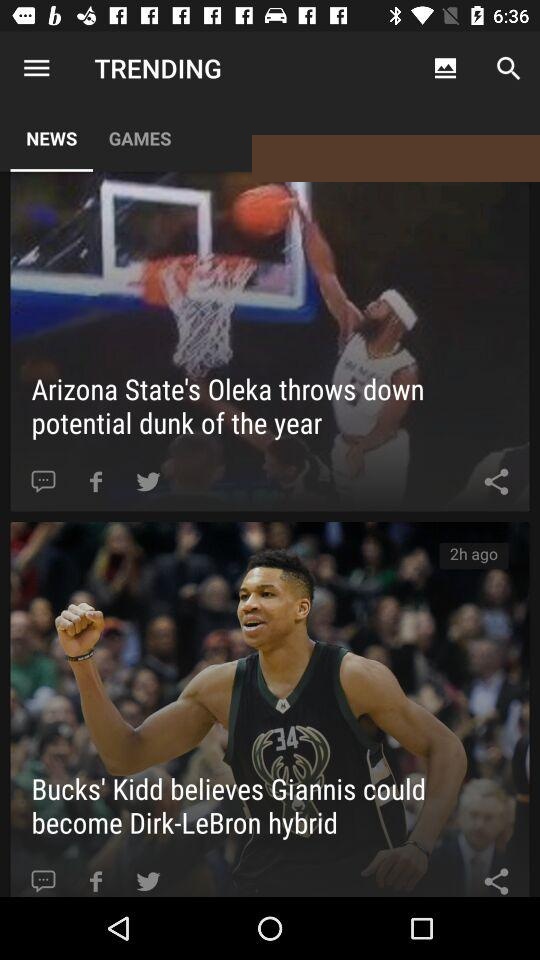 6:36
TRENDING
NEWS GAMES
Arizona State's Oleka throws down
potential dunk of the year
2h ago
34
Bucks' Kidd believes Giannis could
become Dirk-LeBron hybrid